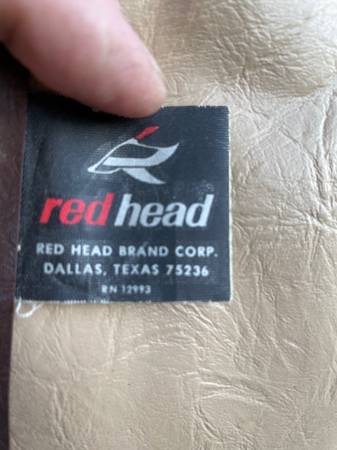 red head
RED HEAD BRAND CORP.
DALLAS, TEXAS 75236
RN 12993